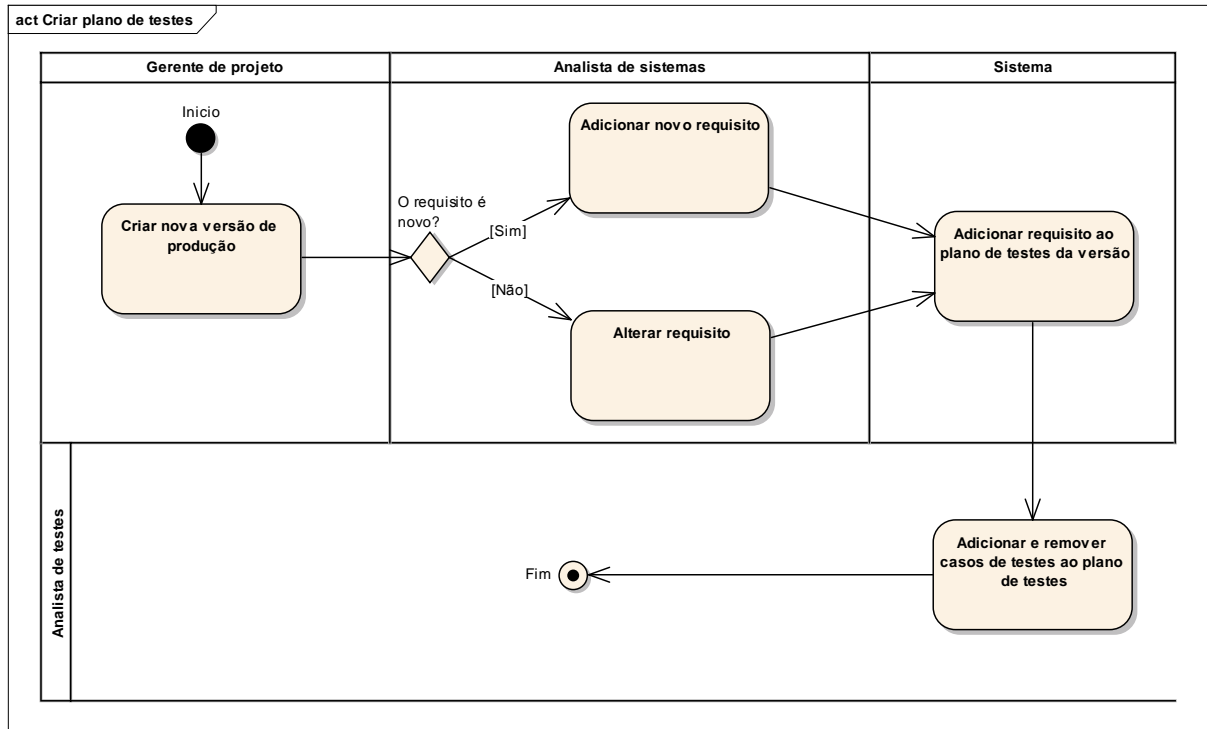 act Criar plano de testes
Gerente de projeto
Analista de sistemas
Sistema
Inicio
Criar nova versão de
produção
O requisito é
novo?
[Sim]
[Não]
Adicionar novo requisito
Alterar requisito
Adicionar requisito ao
plano de testes da versão
Analista de testes
Adicionar e remover
casos de testes ao plano
de testes
Fim